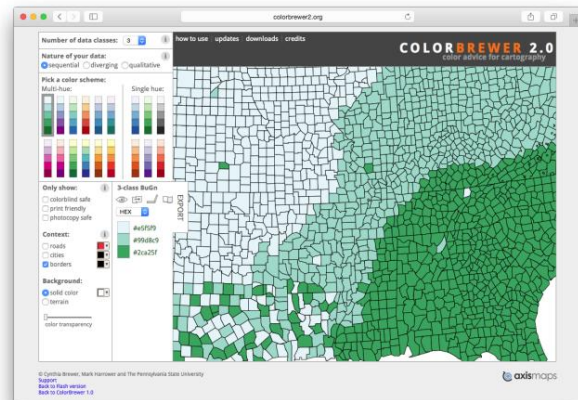 colorbrewer2.org
Number of data classes: 3 i
how to use updates downloads credits
COLORBREWER 2.0
color advice for cartography
Nature of your data: i
sequential diverging qualitative
Pick a color scheme:
Multi-hue: Single hue:
Only show: i
colorblind safe
print friendly
photocopy safe
3-class BuGn
EXPORT
HEX
#e5f5f9
#99d8c9
#2ca25f
Context: i
roads
cities
borders
Background:
solid color
terrain
color transparency
© Cynthia Brewer, Mark Harrower and The Pennsylvania State University
Support
Back to Flash version
Back to ColorBrewer 1.0
axismaps